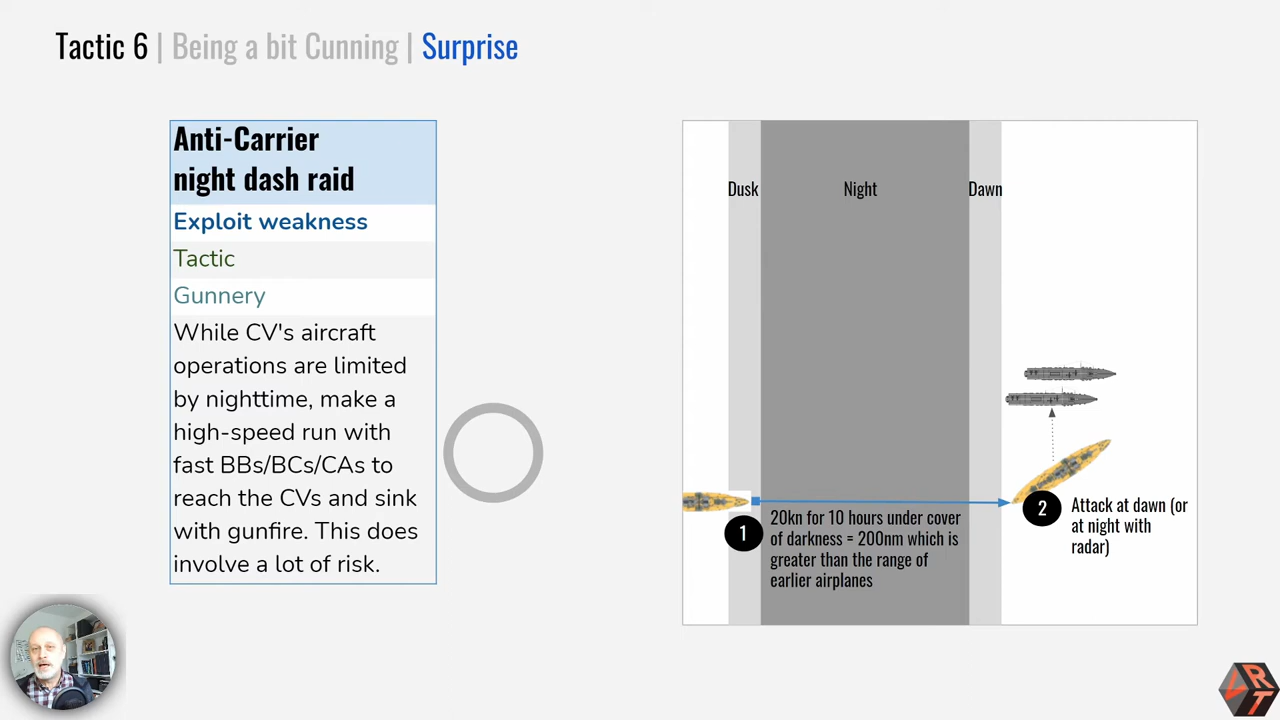 Tactic 6 | Being a bit Cunning | Surprise
Anti-Carrier
night dash raid
Exploit weakness
Tactic
Gunnery
While CV's aircraft
operations are limited
by nighttime, make a
high-speed run with
fast BBs/BCs/CAs to
reach the CVs and sink
with gunfire. This does
involve a lot of risk.
Dusk
Night
Dawn
1
20kn for 10 hours under cover
of darkness = 200nm which is
greater than the range of
earlier airplanes
2
Attack at dawn (or
at night with
radar)
RT